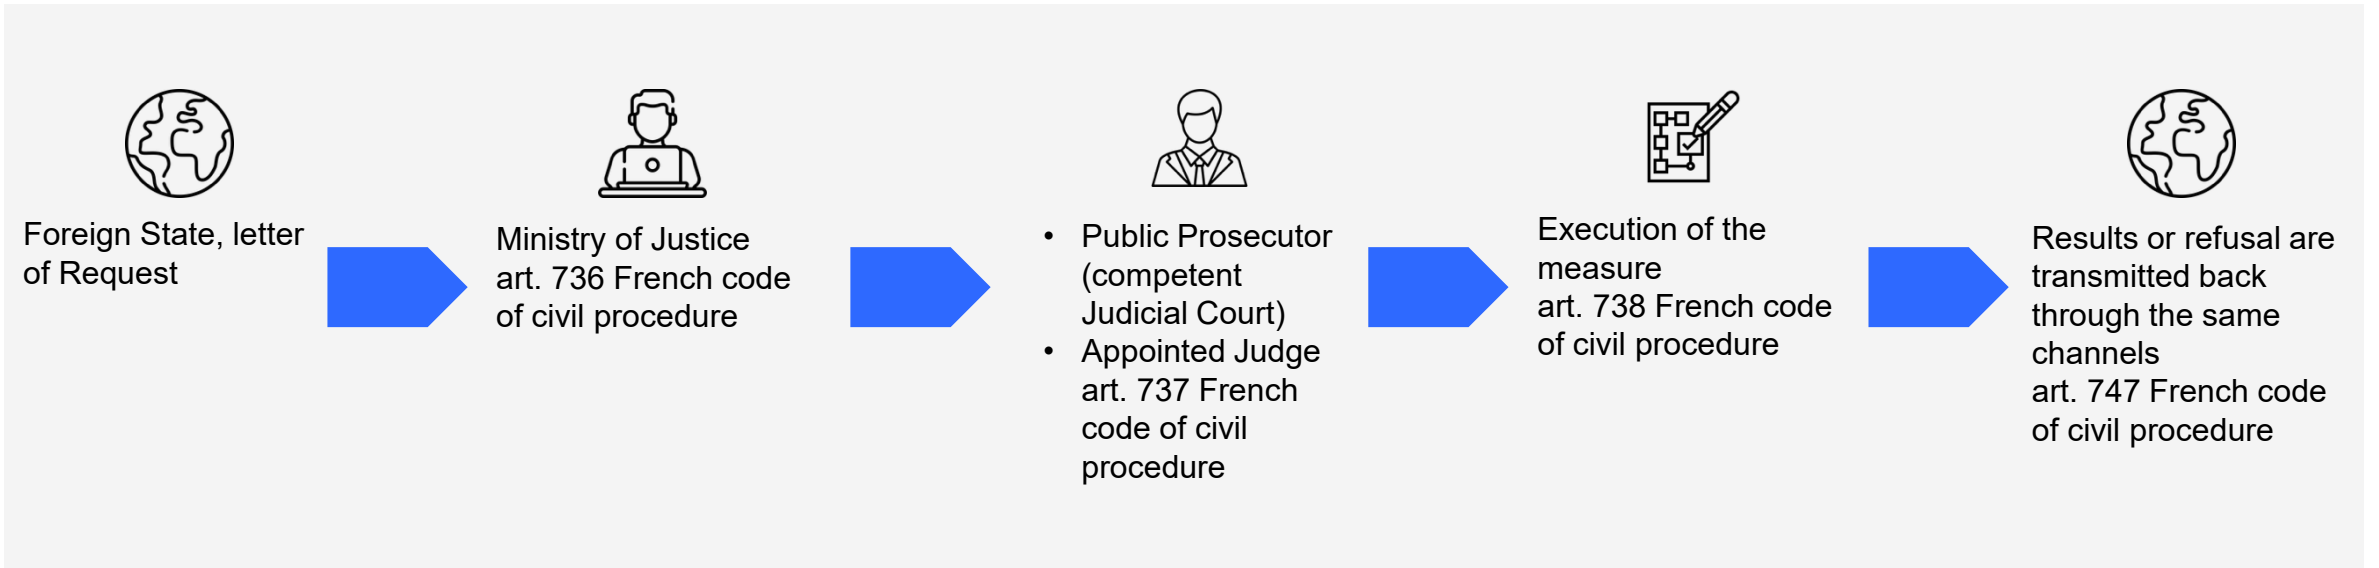 Foreign State, letter
of Request
Ministry of Justice
art. 736 French code
of civil procedure
• Public Prosecutor
(competent
Judicial Court)
• Appointed Judge
art. 737 French
code of civil
procedure
Execution of the
measure
art. 738 French code
of civil procedure
Results or refusal are
transmitted back
through the same
channels
art. 747 French code
of civil procedure